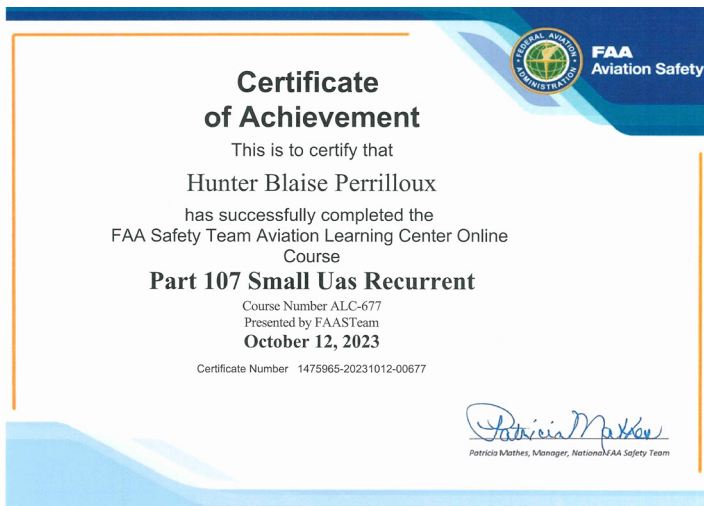 FEDERAL AVIATION
ADMINISTRATION
FAA
Aviation Safety
Certificate
of Achievement
This is to certify that
Hunter Blaise Perrilloux
has successfully completed the
FAA Safety Team Aviation Learning Center Online
Course
Part 107 Small Uas Recurrent
Course Number ALC-677
Presented by FAASTeam
October 12, 2023
Certificate Number 1475965-20231012-00677
Patricia Mathes
Patricia Mathes, Manager, National FAA Safety Team